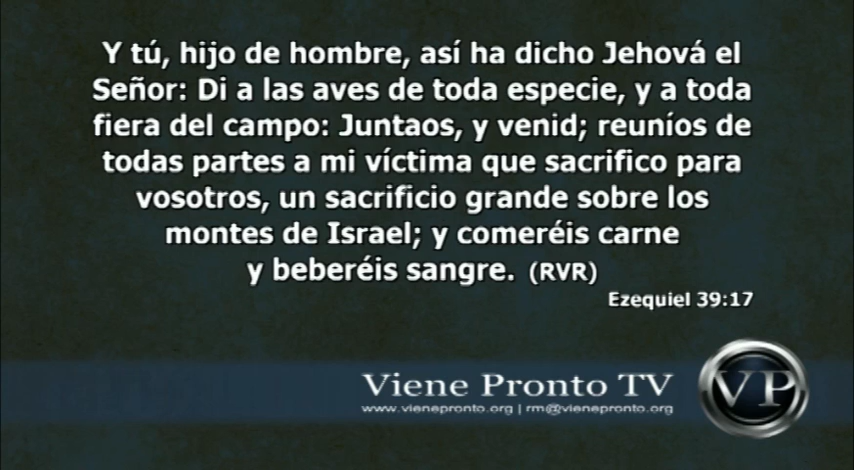 Y tú, hijo de hombre, así ha dicho Jehová el
Señor: Di a las aves de toda especie, y a toda
fiera del campo: Juntaos, y venid; reuníos de
todas partes a mi víctima que sacrifico para
vosotros, un sacrificio grande sobre los
montes de Israel; y comeréis carne
y beberéis sangre. (RVR)
Ezequiel 39:17
Viene Pronto TV
www.vienepronto.org | rm@vienepronto.org
VP